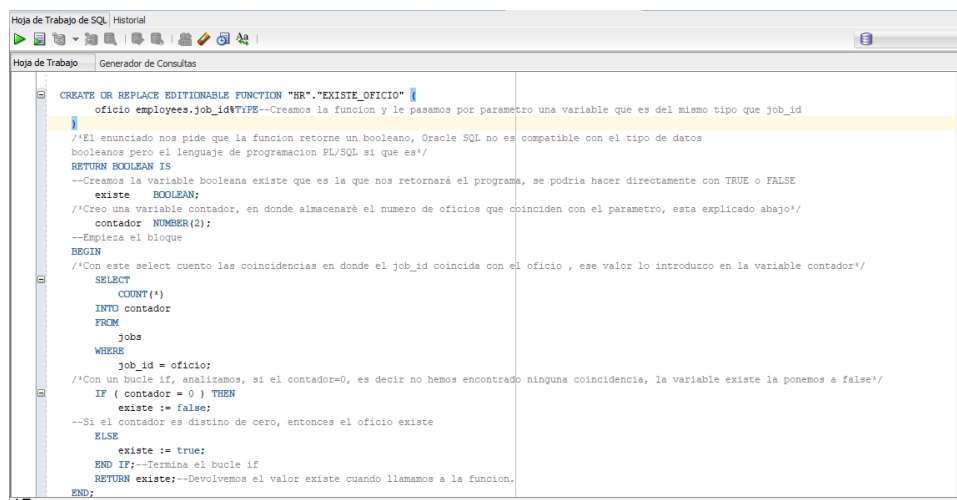 Hoja de Trabajo de SQL Historial
Hoja de Trabajo Generador de Consultas
CREATE OR REPLACE EDITIONABLE FUNCTION "HR"."EXISTE_OFICIO" (
oficio employees.job_id%TYPE--Creamos la funcion y le pasamos por parametro una variable que es del mismo tipo que job_id
)
/*El enunciado nos pide que la funcion retorne un booleano, Oracle SQL no es compatible con el tipo de datos
booleanos pero el lenguaje de programacion PL/SQL si que es*/
RETURN BOOLEAN IS
--Creamos la variable booleana existe que es la que nos retornará el programa, se podria hacer directamente con TRUE o FALSE
existe BOOLEAN;
/*Creo una variable contador, en donde almacenaré el numero de oficios que coinciden con el parametro, esta explicado abajo*/
contador NUMBER(2);
--Empieza el bloque
BEGIN
/*Con este select cuento las coincidencias en donde el job_id coincida con el oficio , ese valor lo introduzco en la variable contador*/
SELECT
COUNT(*)
INTO contador
FROM
jobs
WHERE
job_id = oficio;
/*Con un bucle if, analizamos, si el contador=0, es decir no hemos encontrado ninguna coincidencia, la variable existe la ponemos a false*/
IF ( contador = 0 ) THEN
existe := false;
--Si el contador es distino de cero, entonces el oficio existe
ELSE
existe := true;
END IF;--Termina el bucle if
RETURN existe;--Devolvemos el valor existe cuando llamamos a la funcion.
END;